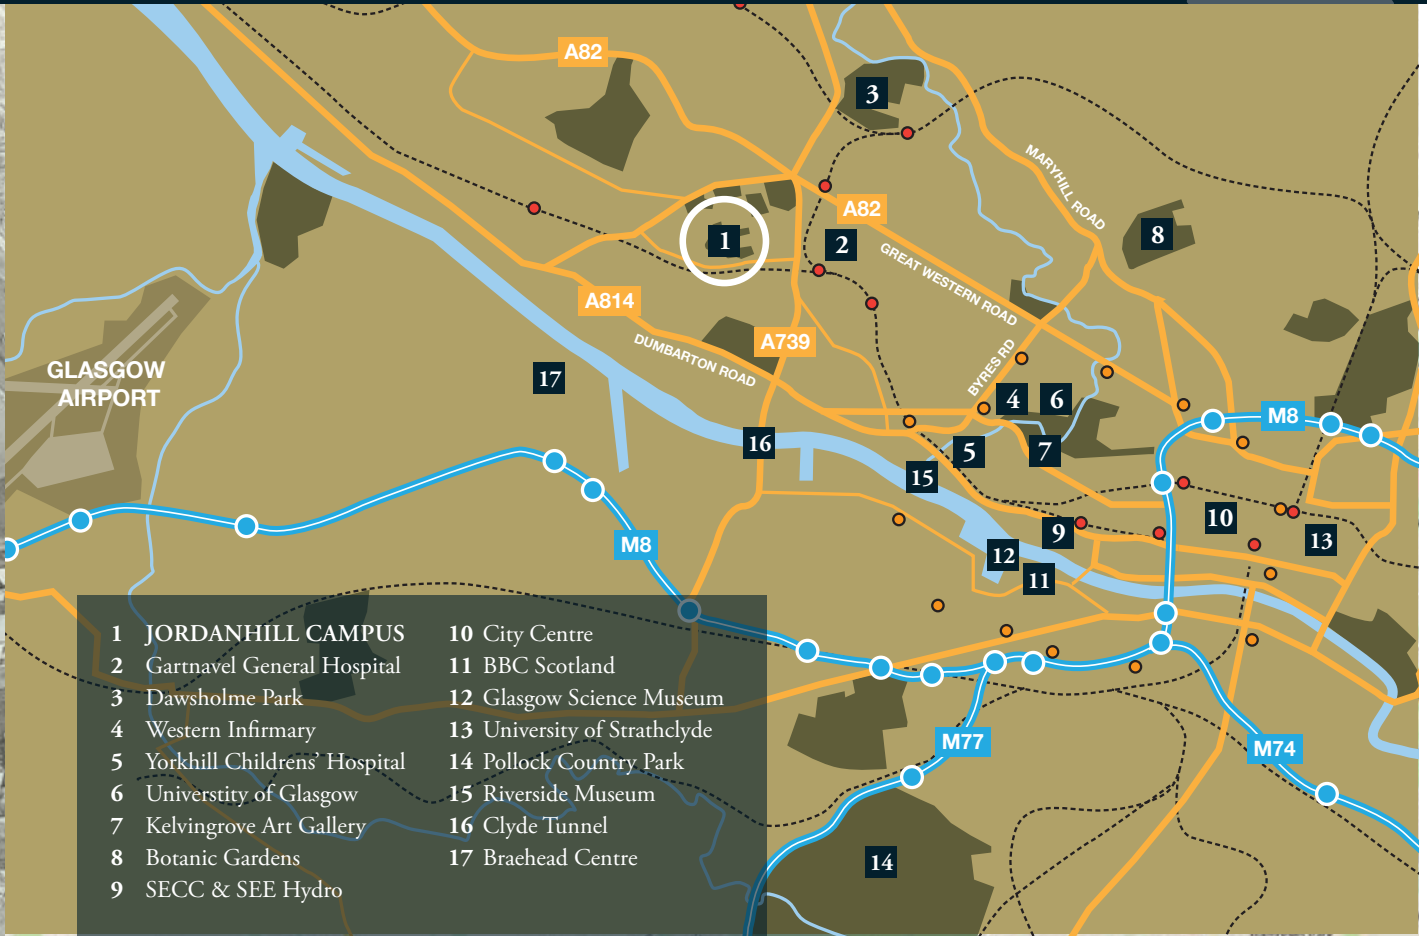 A82
3
MARYHILL ROAD
A82
8
1
2
GREAT WESTERN ROAD
A814
A739
DUMBARTON ROAD
GLASGOW
AIRPORT
17
BYRES RD
4
6
M8
16
5
7
15
10
9
13
M8
12
11
M77
M74
14
1 JORDANHILL CAMPUS
2 Gartnavel General Hospital
3 Dawsholme Park
4 Western Infirmary
5 Yorkhill Childrens' Hospital
6 Universtity of Glasgow
7 Kelvingrove Art Gallery
8 Botanic Gardens
9 SECC & SEE Hydro
10 City Centre
11 BBC Scotland
12 Glasgow Science Museum
13 University of Strathclyde
14 Pollock Country Park
15 Riverside Museum
16 Clyde Tunnel
17 Braehead Centre